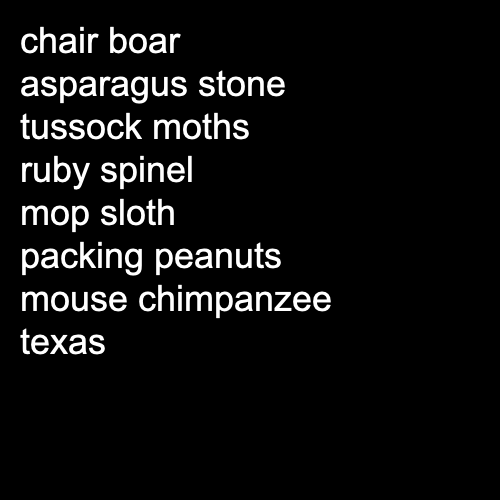 chair boar
asparagus stone
tussock moths
ruby spinel
mop sloth
packing peanuts
mouse chimpanzee
texas